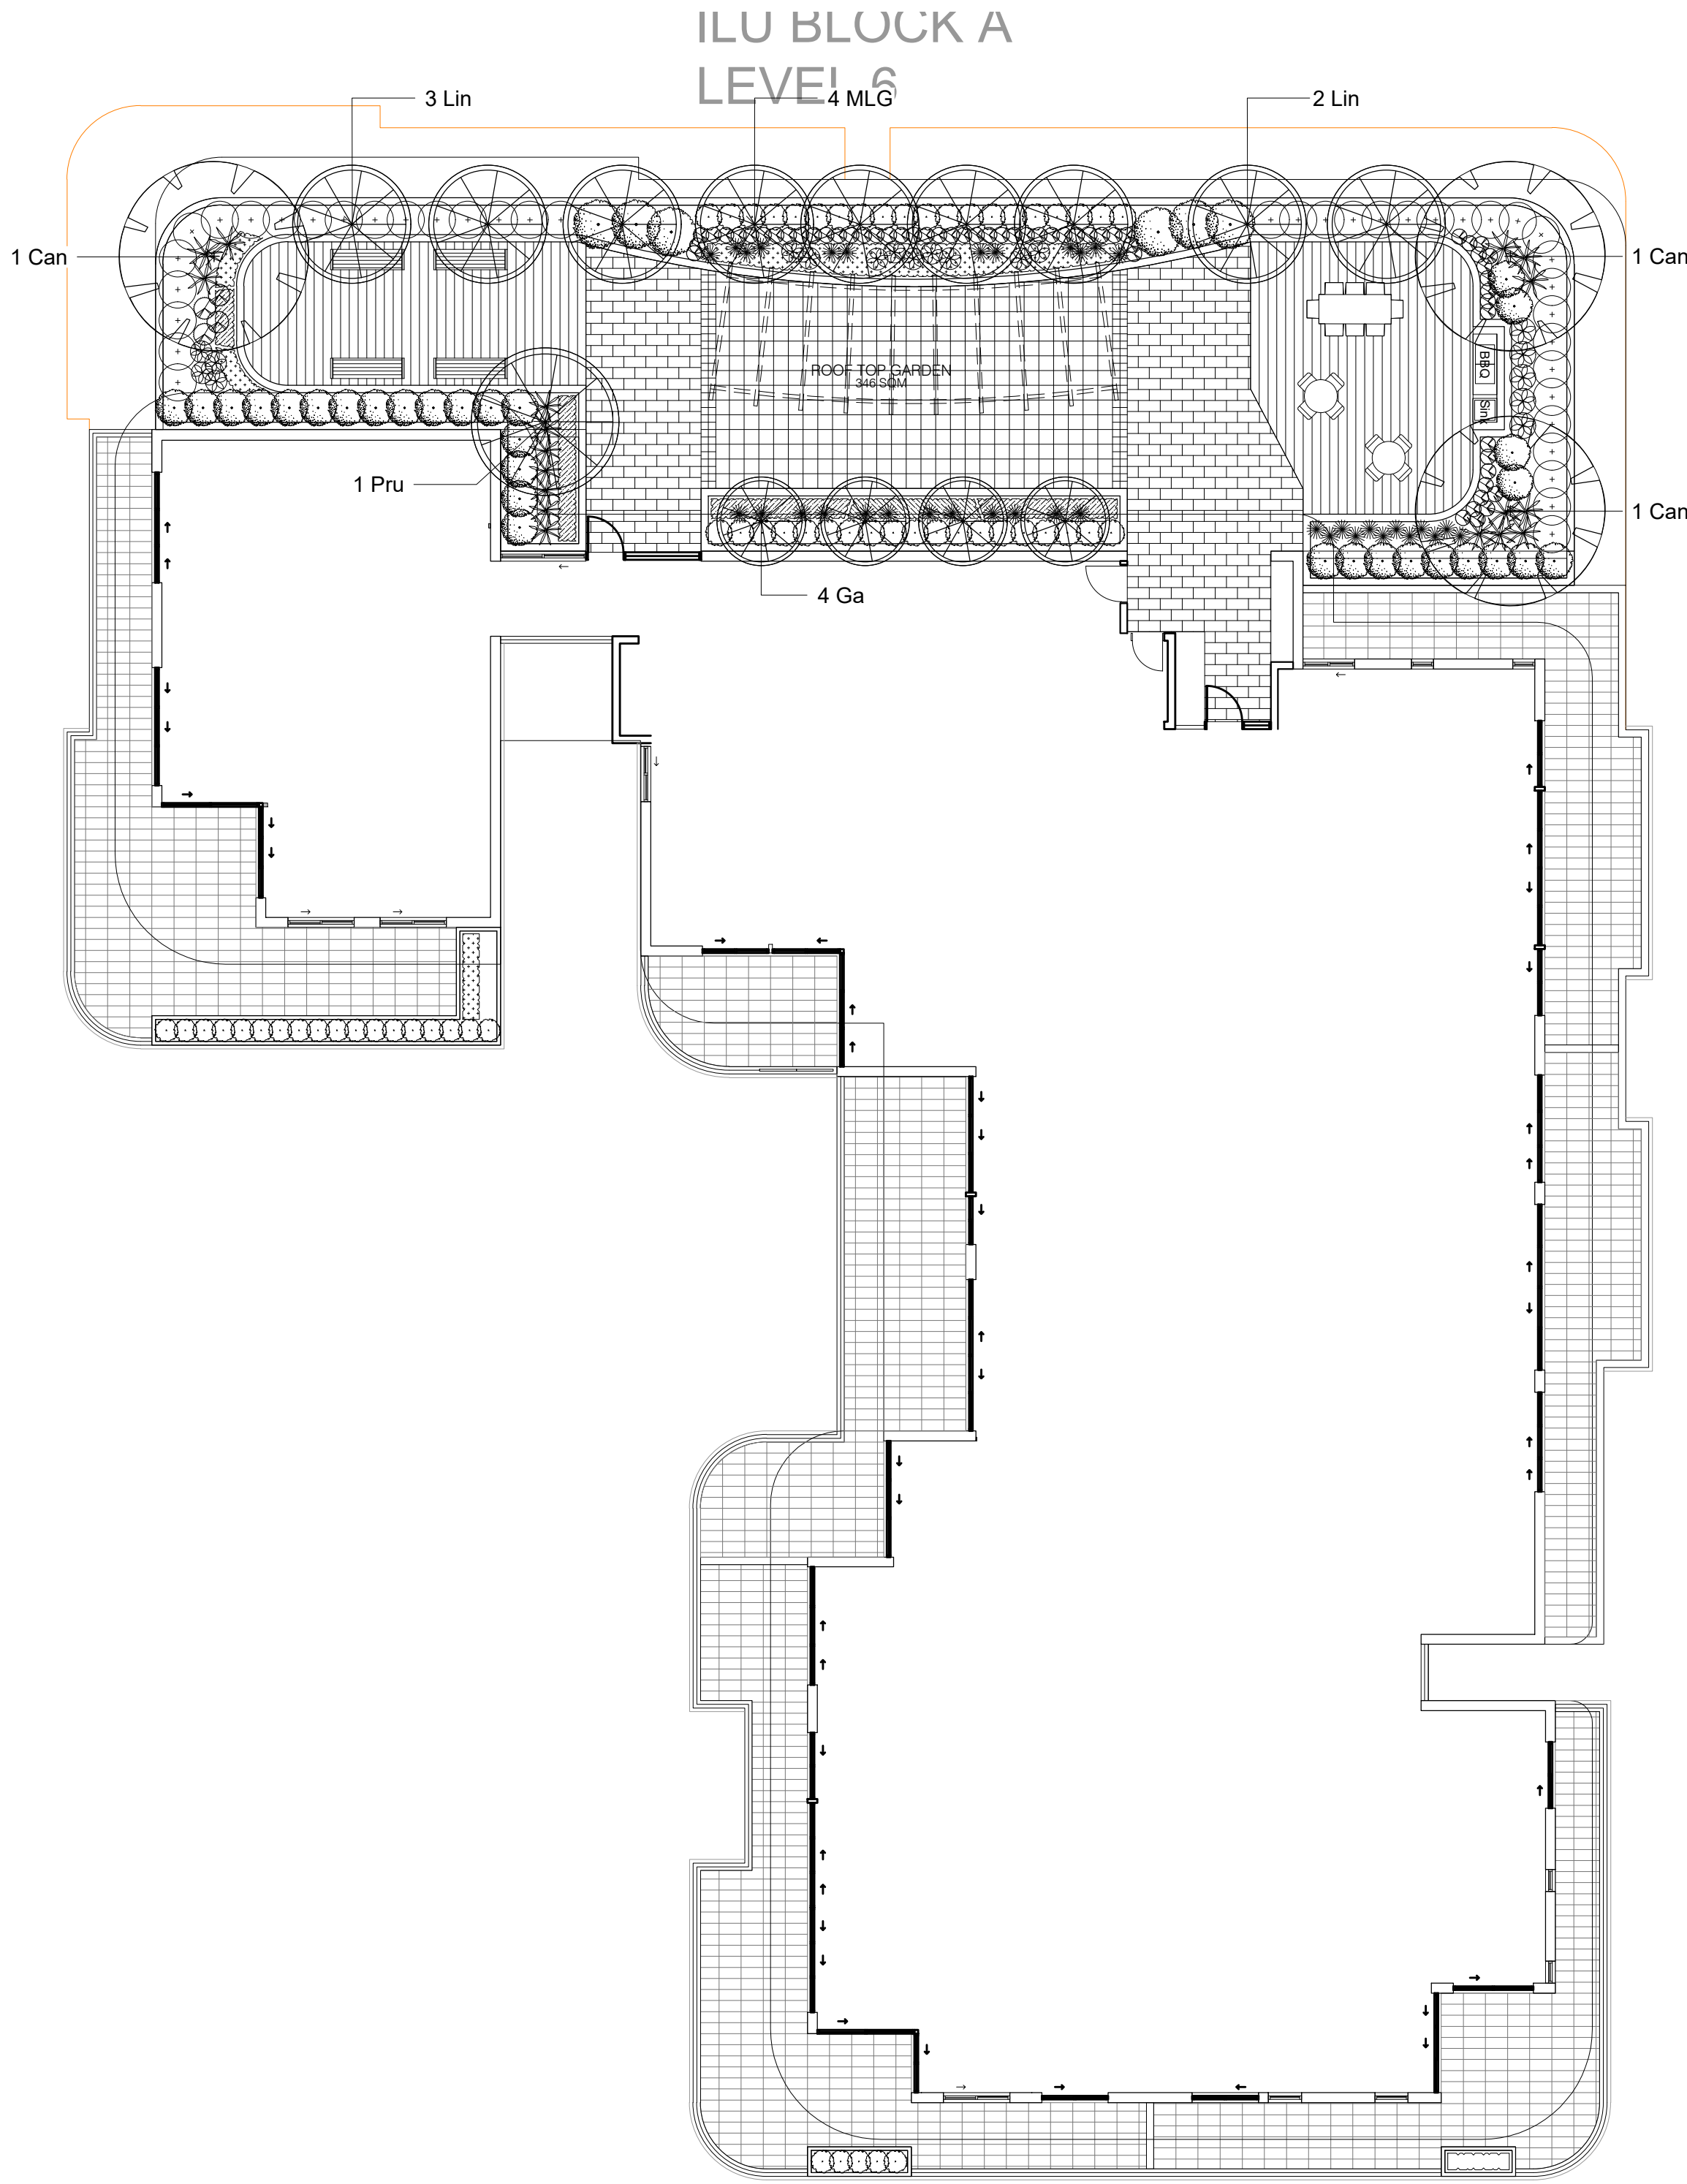 ILU BLOCK A
LEVEL 6
3 Lin
4 MLG
2 Lin
1 Can
1 Can
BBQ
ROOF TOP GARDEN
346 SQM
Sink
1 Pru
1 Can
4 Ga